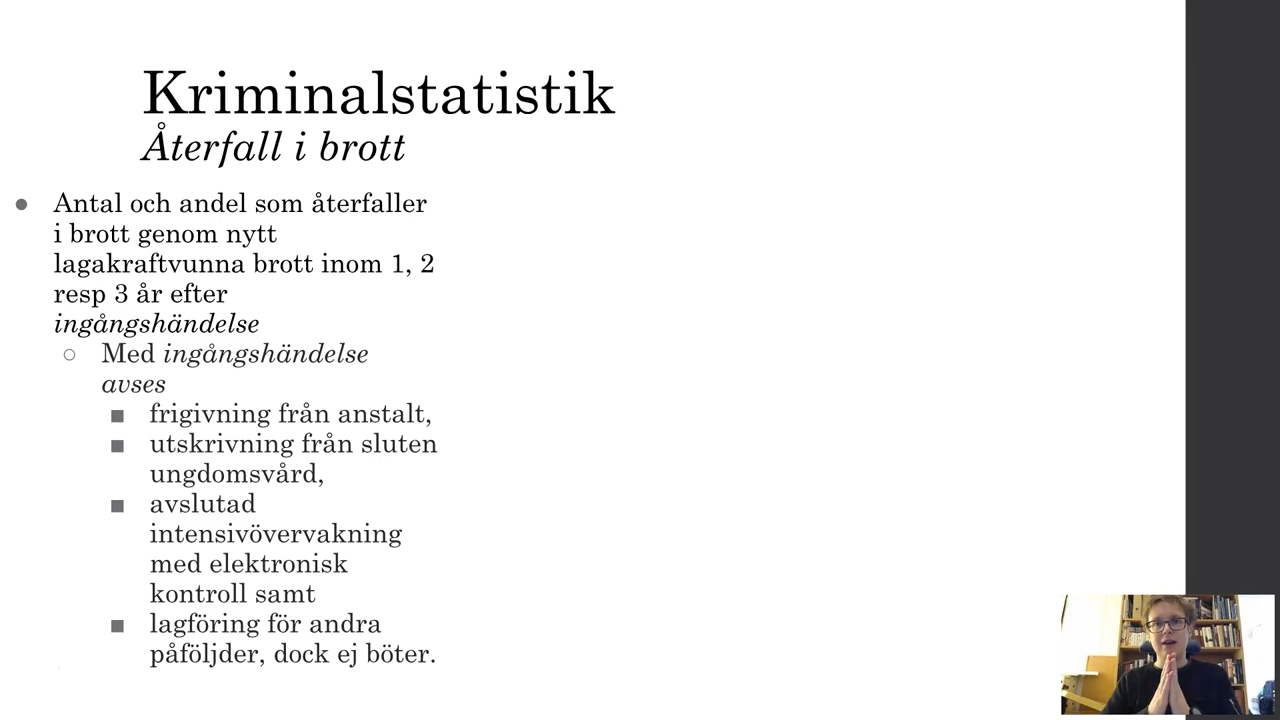 Kriminalstatistik
Återfall i brott
● Antal och andel som återfaller
i brott genom nytt
lagakraftvunna brott inom 1, 2
resp 3 år efter
ingångshändelse
○ Med ingångshändelse
avses
■ frigivning från anstalt,
■ utskrivning från sluten
ungdomsvård,
■ avslutad
intensivövervakning
med elektronisk
kontroll samt
■ lagföring för andra
påföljder, dock ej böter.